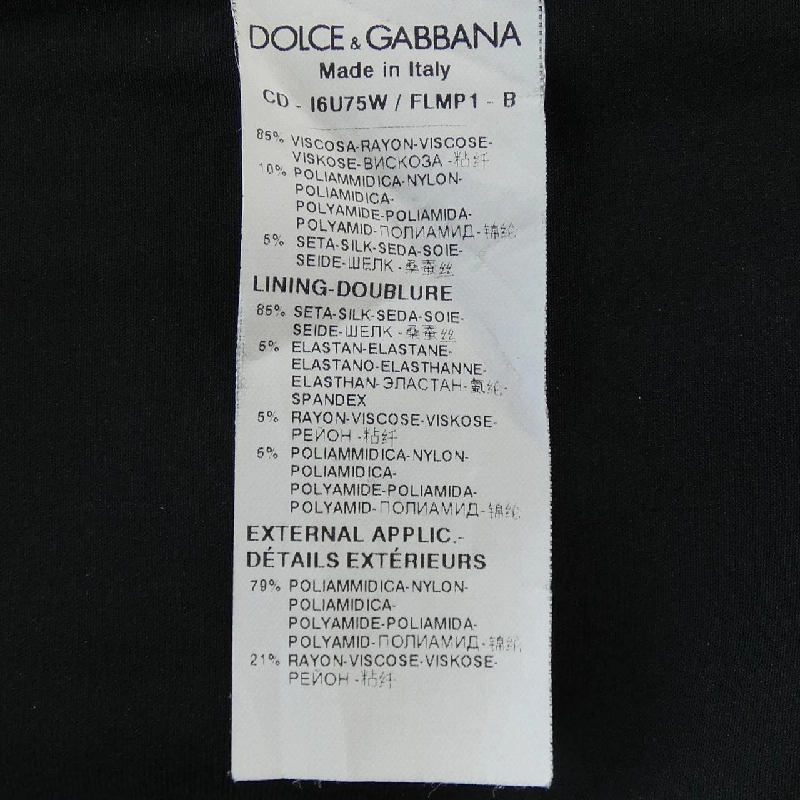 DOLCE & GABBANA
Made in Italy
CD - I6U75W / FLMP1 - B
85% VISCOSA-RAYON-VISCOSE-
VISKOSE-ВИСКОЗА -粘纤
10% POLIAMMIDICA-NYLON-
POLIAMIDICA-
POLYAMIDE-POLIAMIDA-
POLYAMID-ПОЛИАМИД-锦纶
5% SETA-SILK-SEDA-SOIE-
SEIDE-ШЕЛК -桑蚕丝
LINING-DOUBLURE
85% SETA-SILK-SEDA-SOIE-
SEIDE-ШЕЛК -桑蚕丝
5% ELASTAN-ELASTANE-
ELASTANO-ELASTHANNE-
ELASTHAN-ЭЛАСТАН-氨纶-
SPANDEX
5% RAYON-VISCOSE-VISKOSE-
РЕЙОН -粘纤
5% POLIAMMIDICA-NYLON-
POLIAMIDICA-
POLYAMIDE-POLIAMIDA-
POLYAMID-ПОЛИАМИД-锦纶
EXTERNAL APPLIC.-
DÉTAILS EXTÉRIEURS
79% POLIAMMIDICA-NYLON-
POLIAMIDICA-
POLYAMIDE-POLIAMIDA-
POLYAMID-ПОЛИАМИД-锦纶
21% RAYON-VISCOSE-VISKOSE-
РЕЙОН -粘纤